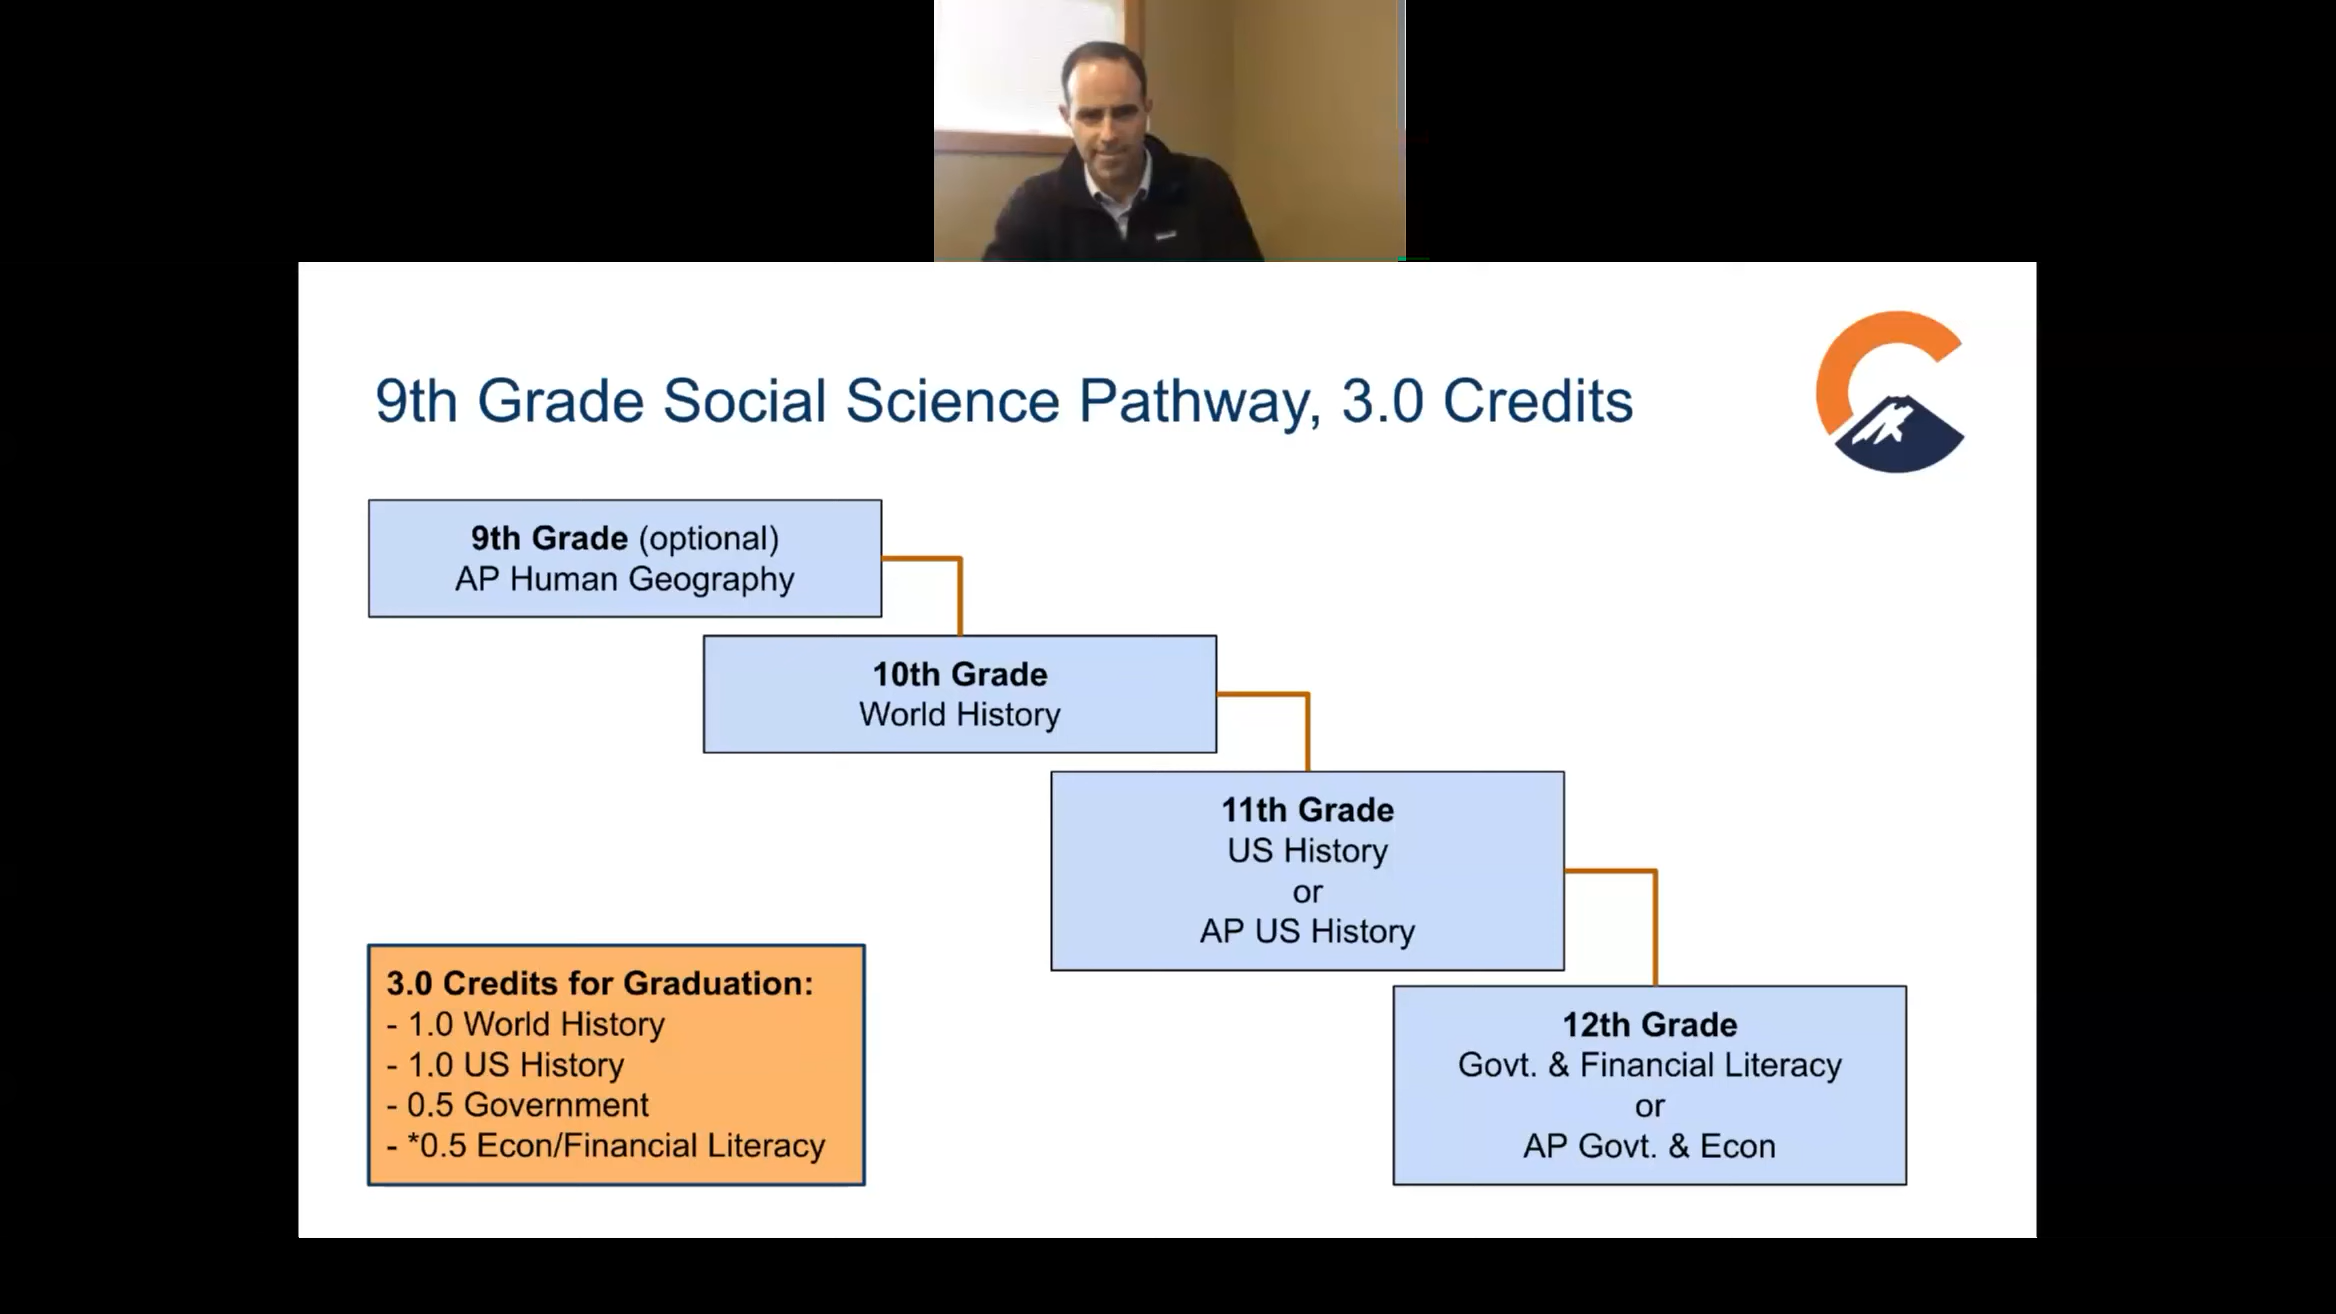 9th Grade Social Science Pathway, 3.0 Credits
9th Grade (optional)
AP Human Geography
10th Grade
World History
11th Grade
US History
or
AP US History
12th Grade
Govt. & Financial Literacy
or
AP Govt. & Econ
3.0 Credits for Graduation:
- 1.0 World History
- 1.0 US History
- 0.5 Government
- *0.5 Econ/Financial Literacy